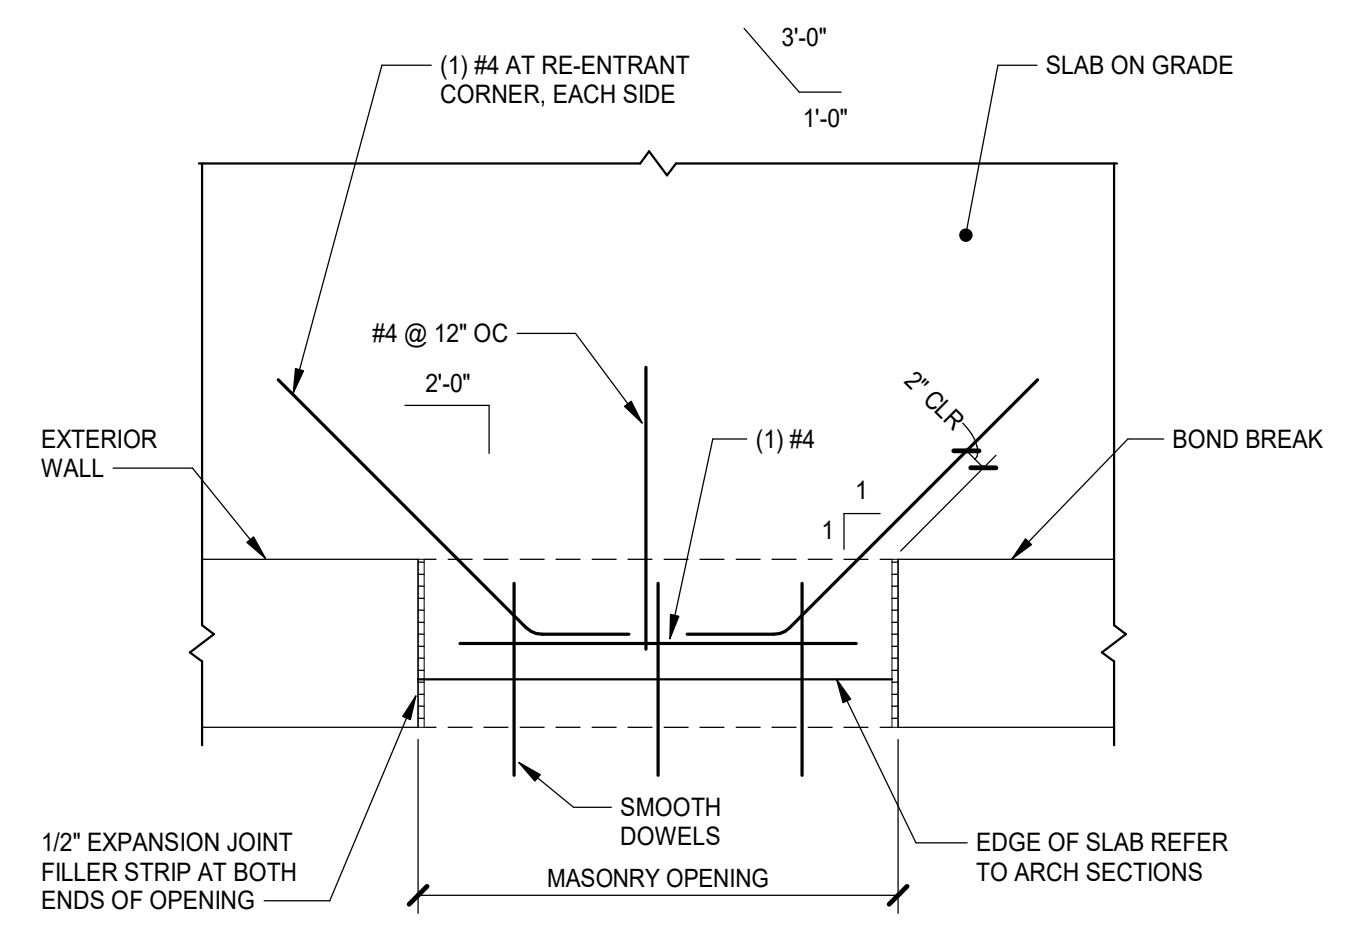 3'-0"
(1) #4 AT RE-ENTRANT
CORNER, EACH SIDE
SLAB ON GRADE
1'-0"
#4 @ 12" OC
2'-0"
2" CLR
EXTERIOR
WALL
(1) #4
BOND BREAK
1
1
SMOOTH
DOWELS
1/2" EXPANSION JOINT
FILLER STRIP AT BOTH
ENDS OF OPENING
EDGE OF SLAB REFER
TO ARCH SECTIONS
MASONRY OPENING